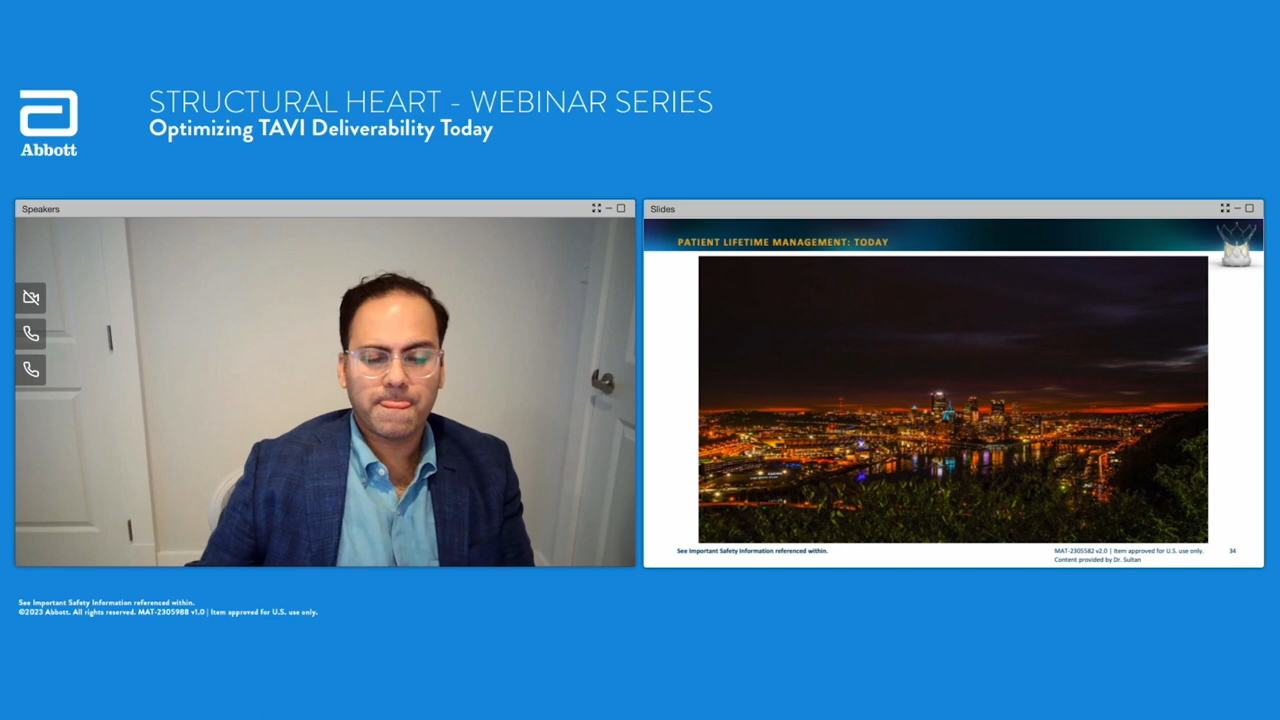 STRUCTURAL HEART - WEBINAR SERIES
Optimizing TAVI Deliverability Today
Abbott
Speakers
Slides
PATIENT LIFETIME MANAGEMENT: TODAY
See Important Safety Information referenced within.
MAT-2305582 v2.0 | Item approved for U.S. use only.
Content provided by Dr. Sultan
34
See Important Safety Information referenced within.
©2023 Abbott. All rights reserved. MAT-2305988 v1.0 | Item approved for U.S. use only.